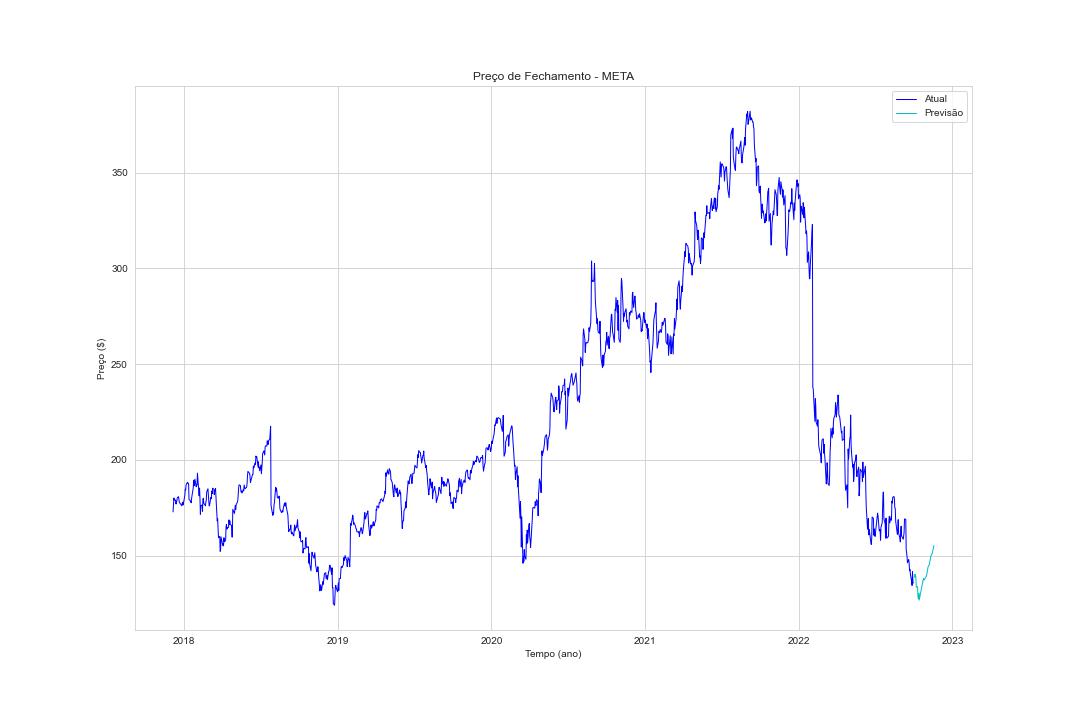 Preço de Fechamento - META
Atual
Previsão
Preço ($)
350
300
250
200
150
2018 2019 2020 2021 2022 2023
Tempo (ano)